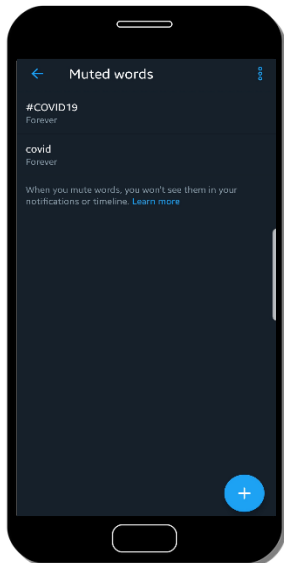 Muted words
#COVID19
Forever
covid
Forever
When you mute words, you won't see them in your
notifications or timeline. Learn more